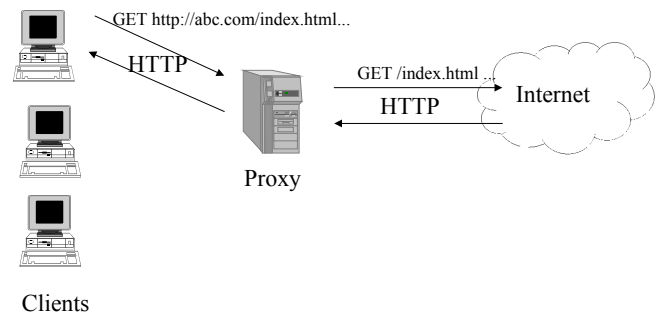 GET http://abc.com/index.html...
HTTP
GET /index.html ...
HTTP
Internet
Proxy
Clients